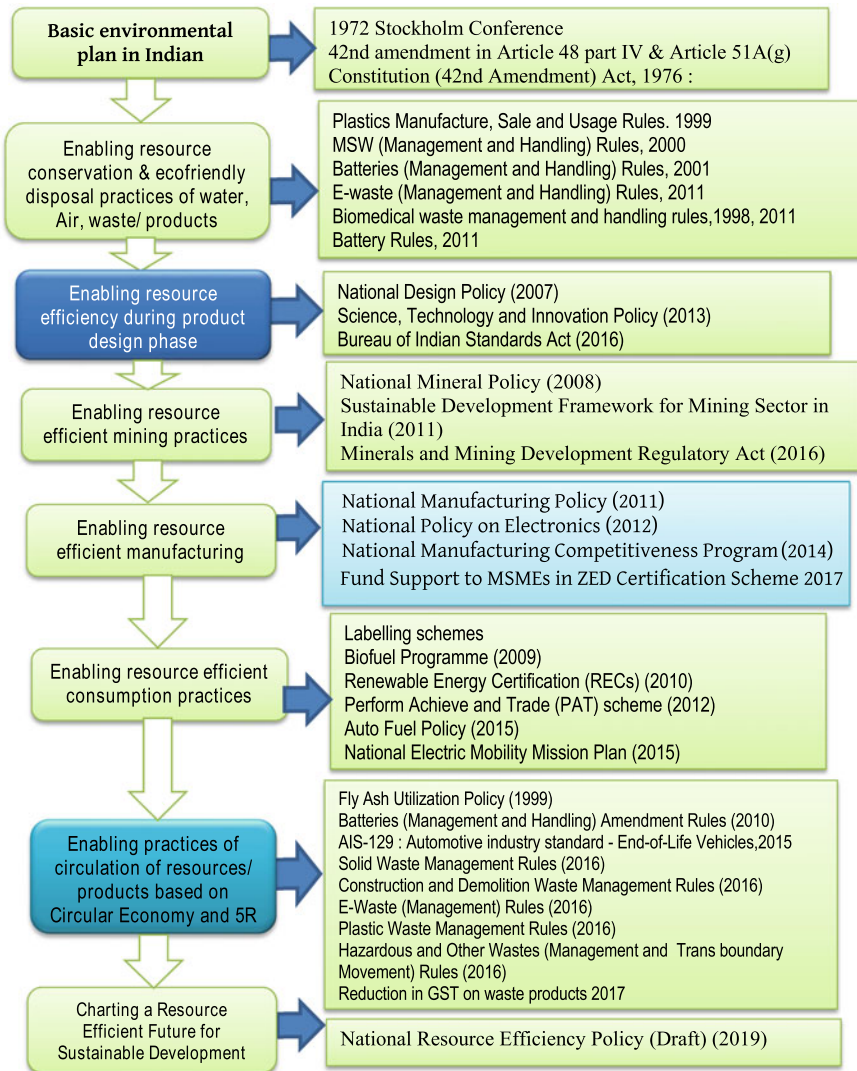 Basic environmental
plan in Indian
1972 Stockholm Conference
42nd amendment in Article 48 part IV & Article 51A(g)
Constitution (42nd Amendment) Act, 1976 :
Enabling resource
conservation & ecofriendly
disposal practices of water,
Air, waste/ products
Plastics Manufacture, Sale and Usage Rules. 1999
MSW (Management and Handling) Rules, 2000
Batteries (Management and Handling) Rules, 2001
E-waste (Management and Handling) Rules, 2011
Biomedical waste management and handling rules,1998, 2011
Battery Rules, 2011
Enabling resource
efficiency during product
design phase
National Design Policy (2007)
Science, Technology and Innovation Policy (2013)
Bureau of Indian Standards Act (2016)
Enabling resource
efficient mining practices
National Mineral Policy (2008)
Sustainable Development Framework for Mining Sector in
India (2011)
Minerals and Mining Development Regulatory Act (2016)
Enabling resource
efficient manufacturing
National Manufacturing Policy (2011)
National Policy on Electronics (2012)
National Manufacturing Competitiveness Program (2014)
Fund Support to MSMEs in ZED Certification Scheme 2017
Enabling resource efficient
consumption practices
Labelling schemes
Biofuel Programme (2009)
Renewable Energy Certification (RECs) (2010)
Perform Achieve and Trade (PAT) scheme (2012)
Auto Fuel Policy (2015)
National Electric Mobility Mission Plan (2015)
Enabling practices of
circulation of resources/
products based on
Circular Economy and 5R
Fly Ash Utilization Policy (1999)
Batteries (Management and Handling) Amendment Rules (2010)
AIS-129 : Automotive industry standard - End-of-Life Vehicles,2015
Solid Waste Management Rules (2016)
Construction and Demolition Waste Management Rules (2016)
E-Waste (Management) Rules (2016)
Plastic Waste Management Rules (2016)
Hazardous and Other Wastes (Management and Trans boundary
Movement) Rules (2016)
Reduction in GST on waste products 2017
Charting a Resource
Efficient Future for
Sustainable Development
National Resource Efficiency Policy (Draft) (2019)